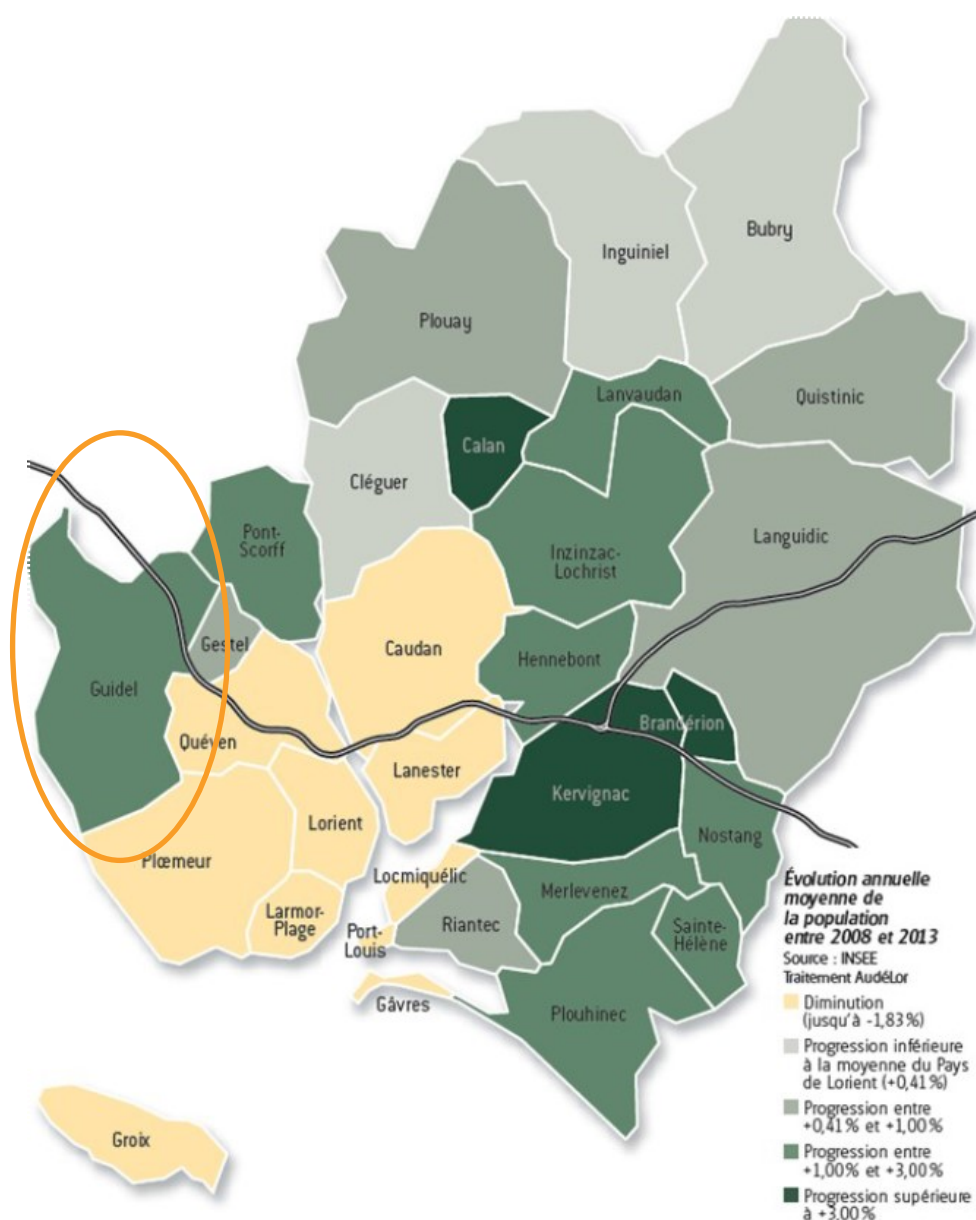 Bubry
Inguiniel
Plouay
Quistinic
Lanvaudan
Calan
Cléguer
Pont-
Scorff
Languidic
Inzinzac-
Lochrist
Gestel
Caudan
Hennebont
Guidel
Quéven
Brandérion
Lanester
Kervignac
Lorient
Nostang
Plœmeur
Locmiquélic
Merlevenez
Larmor-
Plage
Port-
Louis
Riantec
Sainte-
Hélène
Gâvres
Plouhinec
Groix
Évolution annuelle
moyenne de
la population
entre 2008 et 2013
Source : INSEE
Traitement AudéLor
Diminution
(jusqu'à -1,83%)
Progression inférieure
à la moyenne du Pays
de Lorient (+0,41%)
Progression entre
+0,41% et +1,00%
Progression entre
+1,00% et +3,00%
Progression supérieure
à +3,00%